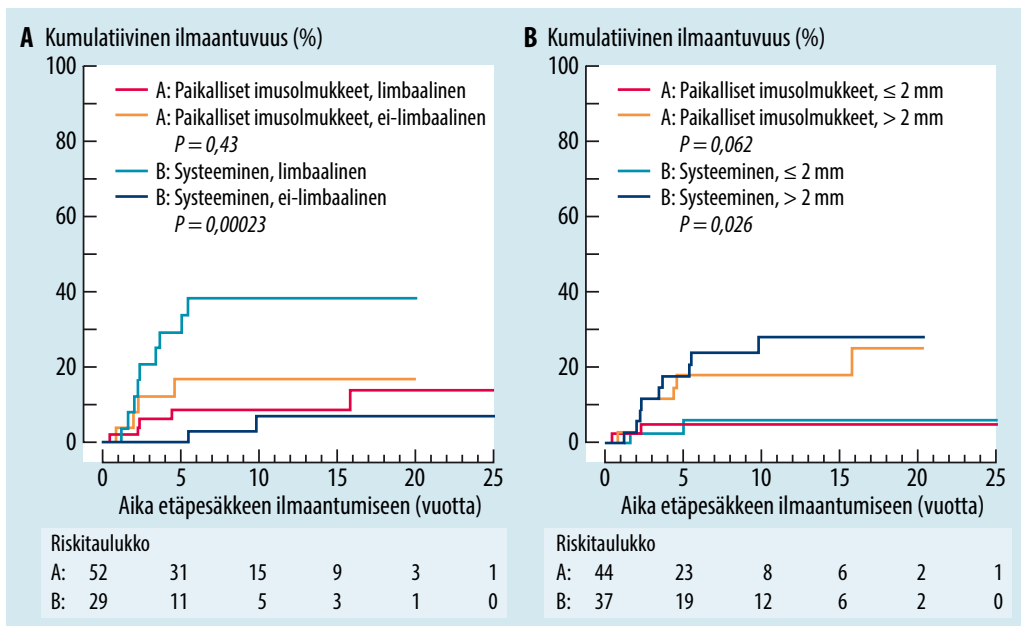 A Kumulatiivinen ilmaantuvuus (%)
100
80
60
40
20
0
A: Paikalliset imusolmukkeet, limbaalinen
A: Paikalliset imusolmukkeet, ei-limbaalinen
P = 0,43
B: Systeeminen, limbaalinen
B: Systeeminen, ei-limbaalinen
P = 0,00023
0 5 10 15 20 25
Aika etäpesäkkeen ilmaantumiseen (vuotta)
Riskitaulukko
A: 52 31 15 9 3 1
B: 29 11 5 3 1 0
B Kumulatiivinen ilmaantuvuus (%)
100
80
60
40
20
0
A: Paikalliset imusolmukkeet, ≤ 2 mm
A: Paikalliset imusolmukkeet, > 2 mm
P = 0,062
B: Systeeminen, ≤ 2 mm
B: Systeeminen, > 2 mm
P = 0,026
0 5 10 15 20 25
Aika etäpesäkkeen ilmaantumiseen (vuotta)
Riskitaulukko
A: 44 23 8 6 2 1
B: 37 19 12 6 2 0